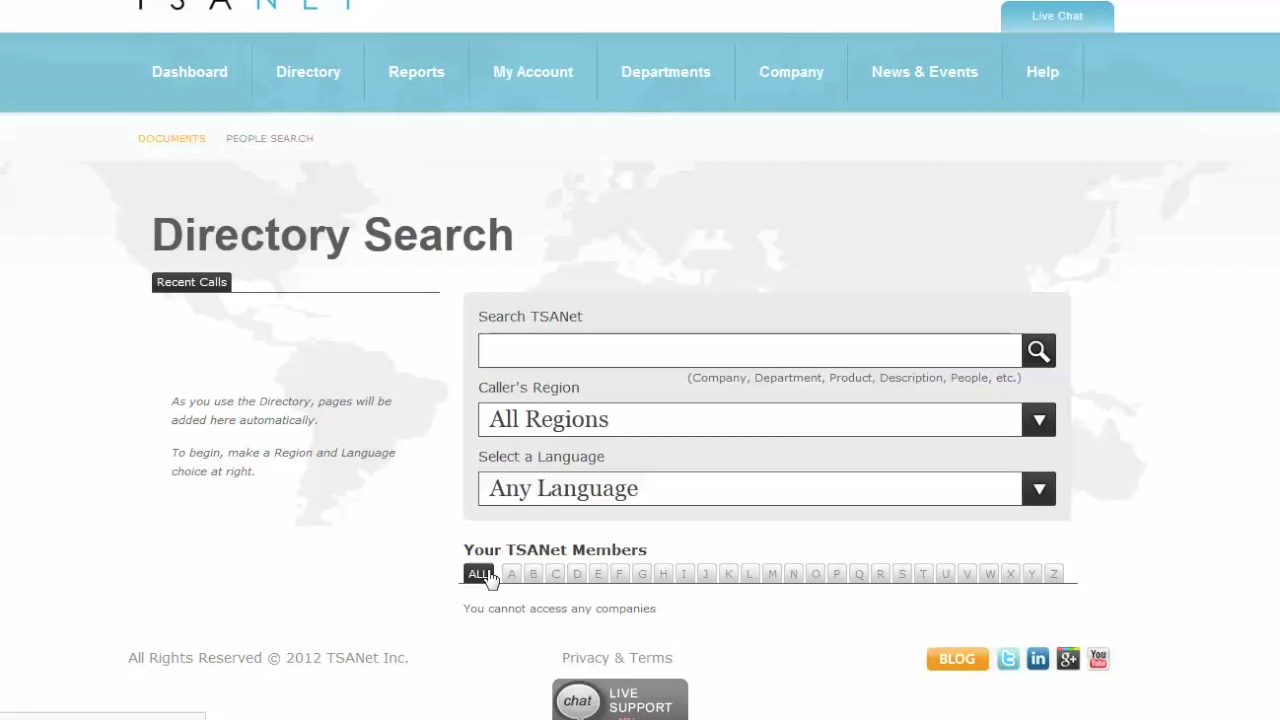 TSANET
Live Chat
Dashboard Directory Reports My Account Departments Company News & Events Help
DOCUMENTS PEOPLE SEARCH
Directory Search
Recent Calls
As you use the Directory, pages will be
added here automatically.
To begin, make a Region and Language
choice at right.
Search TSANet
(Company, Department, Product, Description, People, etc.)
Caller's Region
All Regions
Select a Language
Any Language
Your TSANet Members
ALL A B C D E F G H I J K L M N O P Q R S T U V W X Y Z
You cannot access any companies
All Rights Reserved © 2012 TSANet Inc. Privacy & Terms BLOG t in g+ You Tube
chat LIVE
SUPPORT